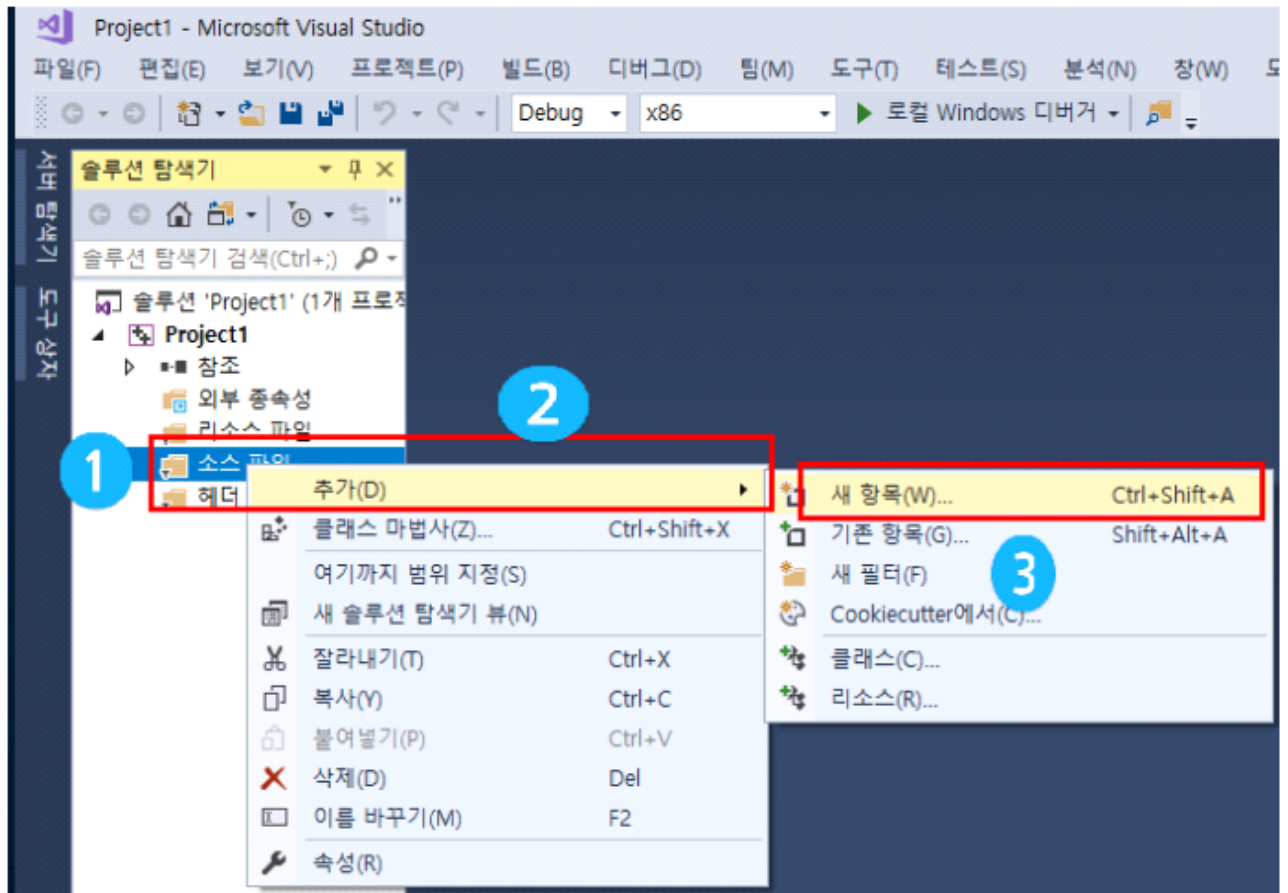 Project1 - Microsoft Visual Studio
파일(F) 편집(E) 보기(V) 프로젝트(P) 빌드(B) 디버그(D) 팀(M) 도구(T) 테스트(S) 분석(N) 창(W)
Debug x86 로컬 Windows 디버거
서버 탐색기
도구 상자
솔루션 탐색기
솔루션 탐색기 검색(Ctrl+;)
솔루션 'Project1' (1개 프로젝
Project1
참조
외부 종속성
리소스 파일
소스 파일
헤더
1
2
3
추가(D)
클래스 마법사(Z)... Ctrl+Shift+X
여기까지 범위 지정(S)
새 솔루션 탐색기 뷰(N)
잘라내기(T) Ctrl+X
복사(Y) Ctrl+C
붙여넣기(P) Ctrl+V
삭제(D) Del
이름 바꾸기(M) F2
속성(R)
새 항목(W)... Ctrl+Shift+A
기존 항목(G)... Shift+Alt+A
새 필터(F)
Cookiecutter에서(C)...
클래스(C)...
리소스(R)...